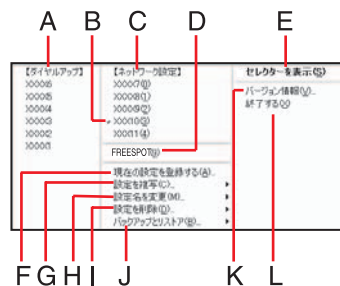 A
B
C
D
E
【ダイヤルアップ】
XXXX6
XXXX5
XXXX4
XXXX3
XXXX2
XXXX1
【ネットワーク設定】
XXXX7(0)
XXXX8(1)
XXXX9(2)
XXXX10(3)
XXXX11(4)
FREESPOT(i)
現在の設定を登録する(A)...
設定を複写(C)...
設定名を変更(M)...
設定を削除(D)...
バックアップとリストア(B)...
セレクターを表示(S)
バージョン情報(V)...
終了する(X)
F
G
H
I
J
K
L